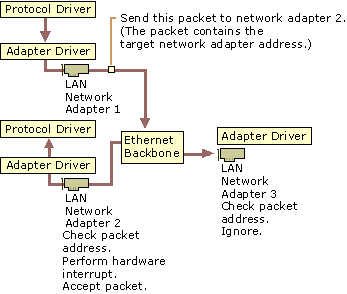 Protocol Driver
Send this packet to network adapter 2.
(The packet contains the
target network adapter address.)
Adapter Driver
LAN
Network
Adapter 1
Protocol Driver
Ethernet
Backbone
Adapter Driver
Adapter Driver
LAN
Network
Adapter 2
Check packet
address.
Perform hardware
interrupt.
Accept packet.
LAN
Network
Adapter 3
Check packet
address.
Ignore.